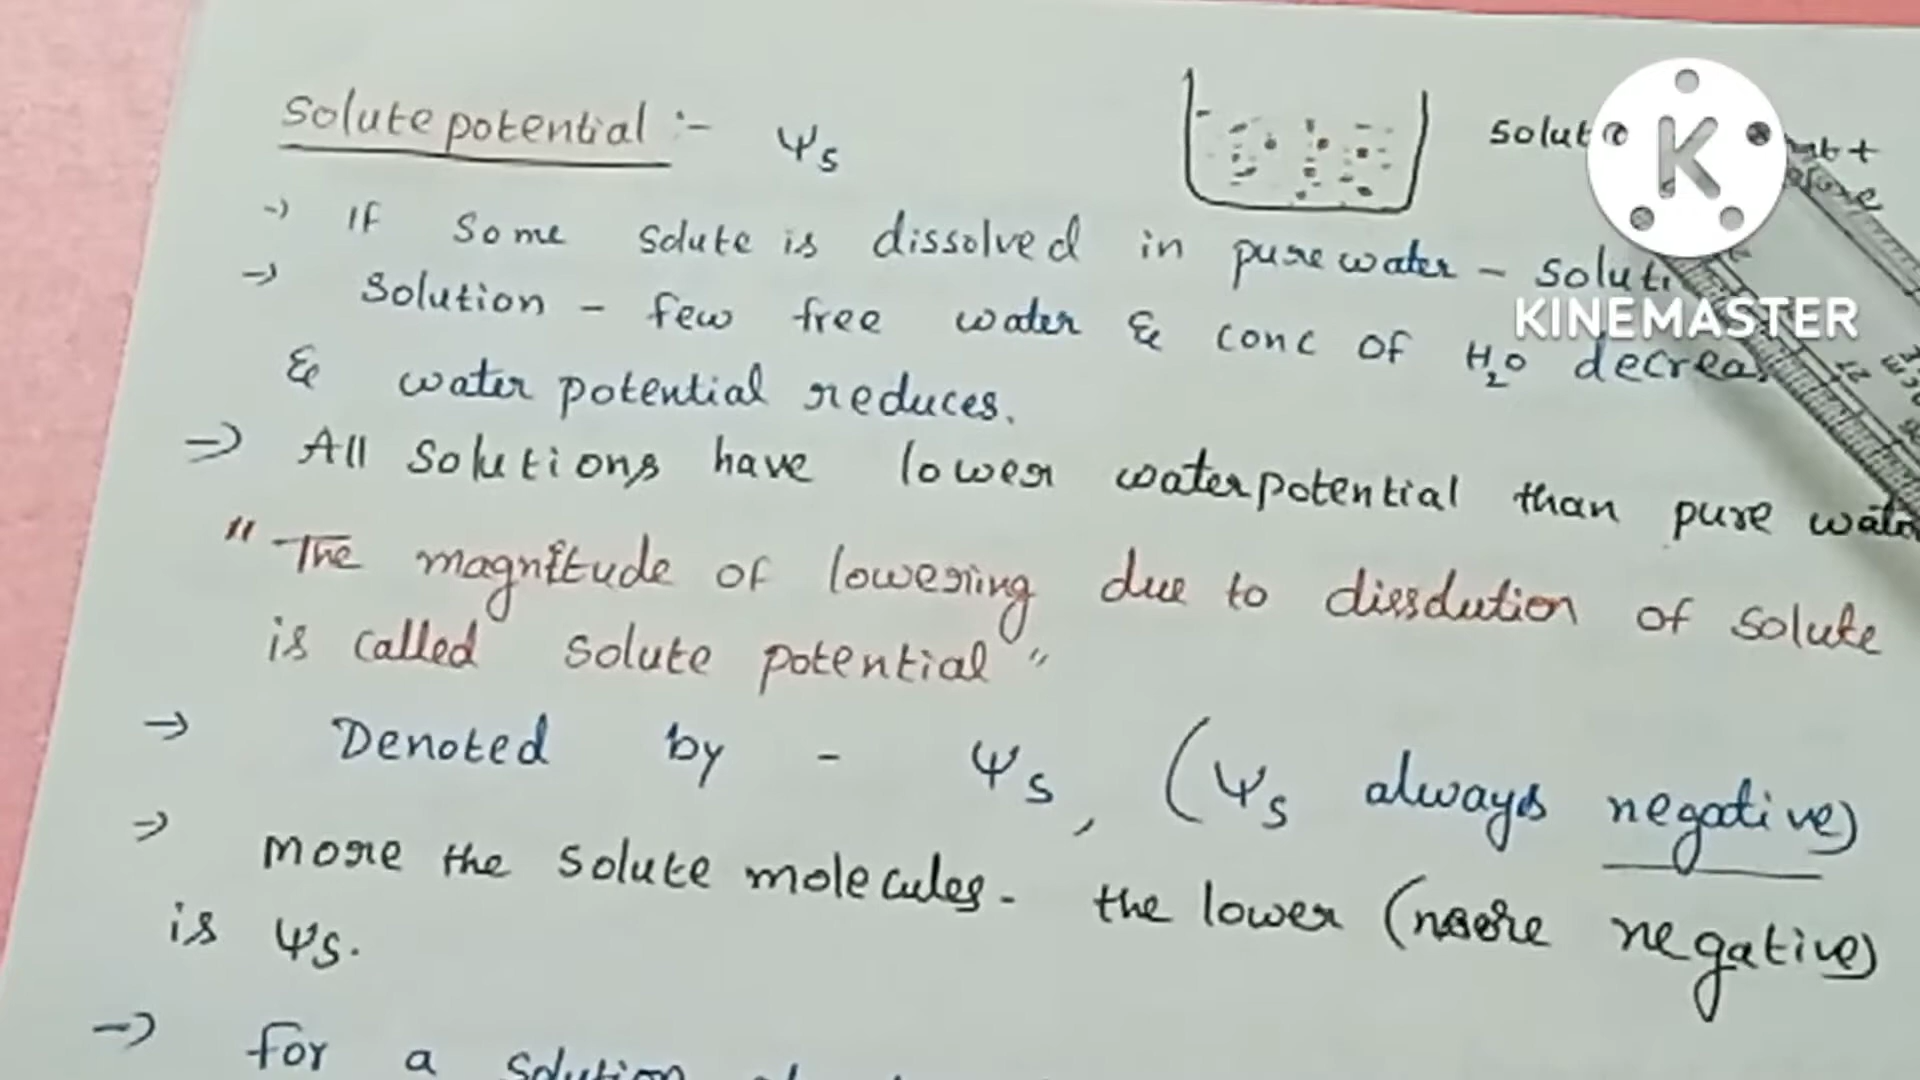 Solute potential :- Ψs
-> If some solute is dissolved in pure water - soluti
-> Solution - few free water & conc of H2O decrea
& water potential reduces.
=> All solutions have lower water potential than pure water
"The magnitude of lowering due to dissdution of solute
is called solute potential"
-> Denoted by - Ψs, (Ψs always negative)
-> more the solute molecules - the lower (more negative)
is Ψs.
-> for a solution
K
KINEMASTER